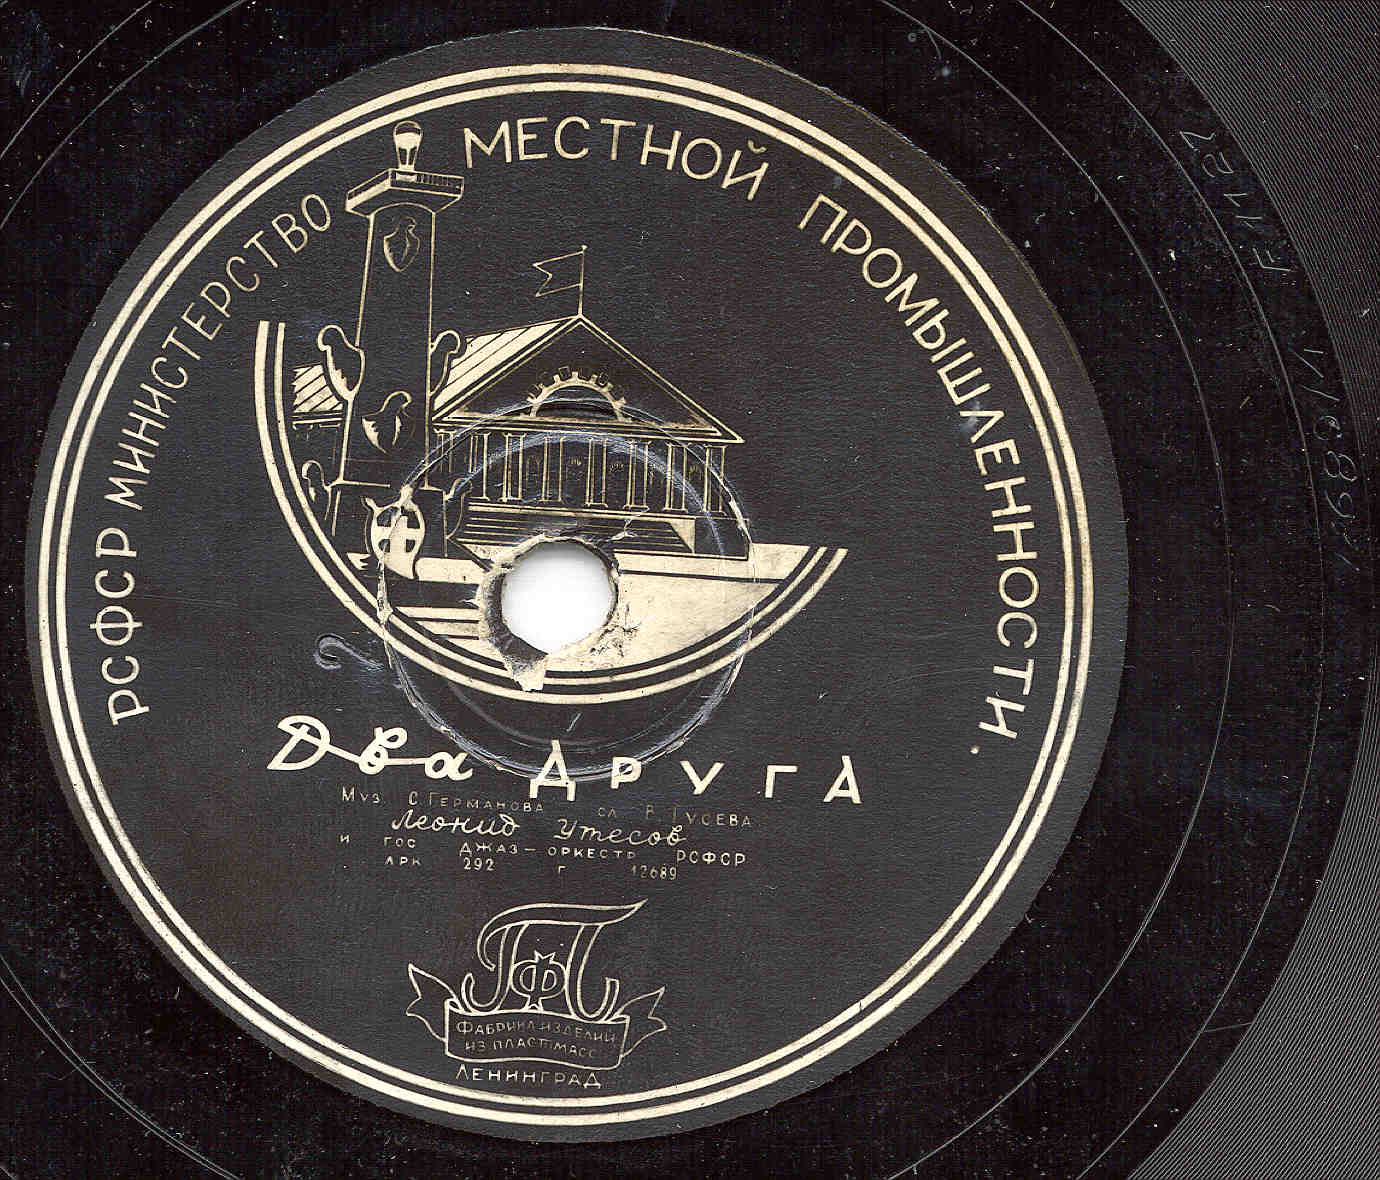 РСФСР МИНИСТЕРСТВО МЕСТНОЙ ПРОМЫШЛЕННОСТИ.
Два ДРУГА
Муз. С. ГЕРМАНОВА сл. В. ГУСЕВА
Леонид Утесов
и ГОС ДЖАЗ-ОРКЕСТР РСФСР
АРК 292 Г 12689
ПФП
ФАБРИКА ИЗДЕЛИЙ
ИЗ ПЛАСТМАСС
ЛЕНИНГРАД